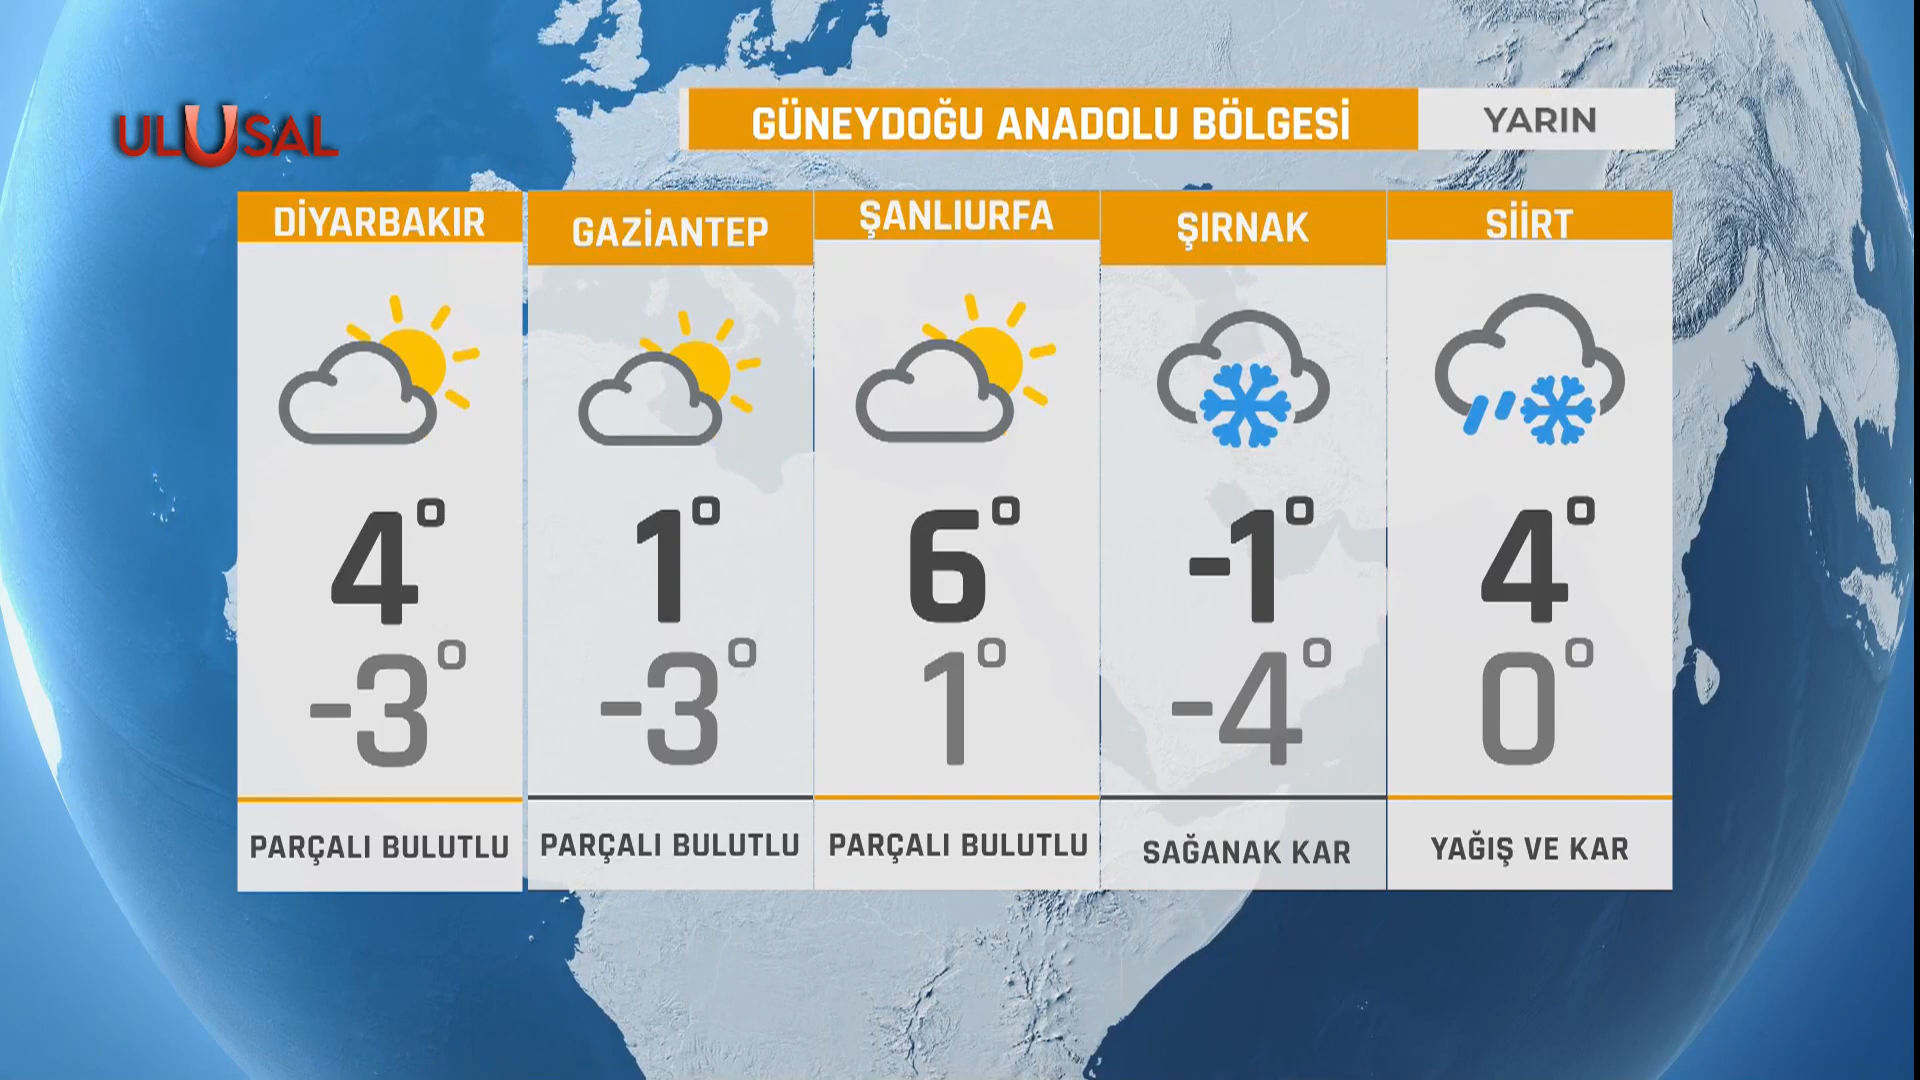 ULUSAL
GÜNEYDOĞU ANADOLU BÖLGESİ YARIN
DİYARBAKIR GAZİANTEP ŞANLIURFA ŞIRNAK SİİRT
4° 1° 6° -1° 4°
-3° -3° 1° -4° 0°
PARÇALI BULUTLU PARÇALI BULUTLU PARÇALI BULUTLU SAĞANAK KAR YAĞIŞ VE KAR